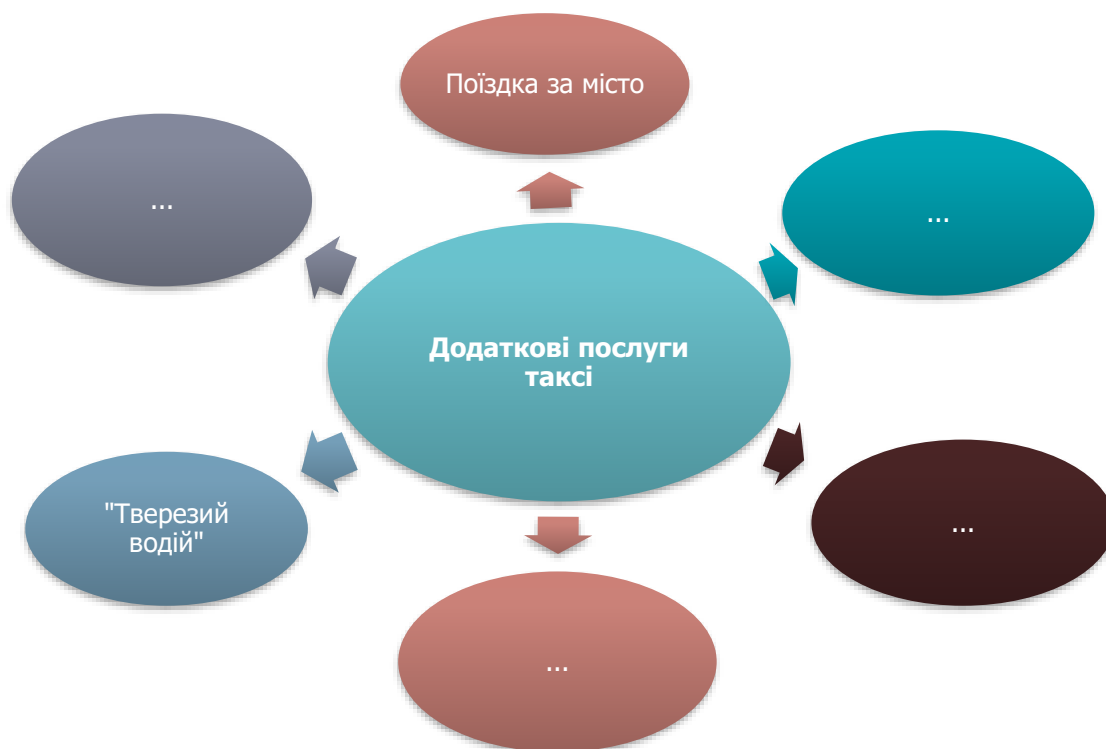 Поїздка за місто
...
...
Додаткові послуги
таксі
"Тверезий
водій"
...
...